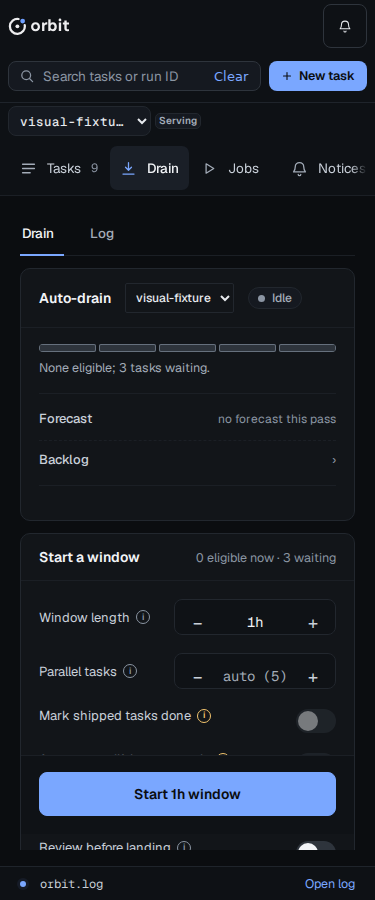 orbit
Search tasks or run ID Clear
+ New task
visual-fixtu… Serving
Tasks 9 Drain Jobs Notices
Drain Log
Auto-drain visual-fixture Idle
None eligible; 3 tasks waiting.
Forecast no forecast this pass
Backlog ›
Start a window 0 eligible now · 3 waiting
Window length − 1h +
Parallel tasks − auto (5) +
Mark shipped tasks done
Start 1h window
Review before landing
orbit.log Open log